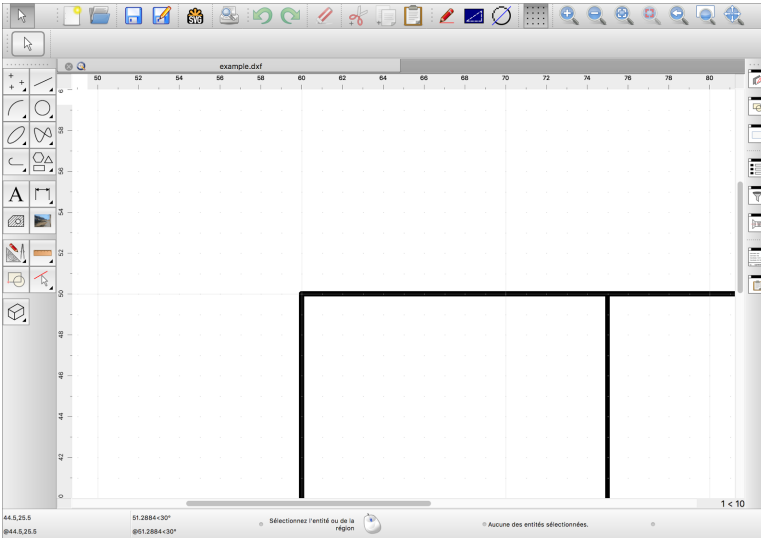 SVG
example.dxf
50 52 54 56 58 60 62 64 66 68 70 72 74 76 78 80
58
56
54
52
50
48
46
44
42
A
1 < 10
44.5,25.5
@44.5,25.5
51.2884<30°
@51.2884<30°
Sélectionnez l'entité ou de la
région
Aucune des entités sélectionnées.